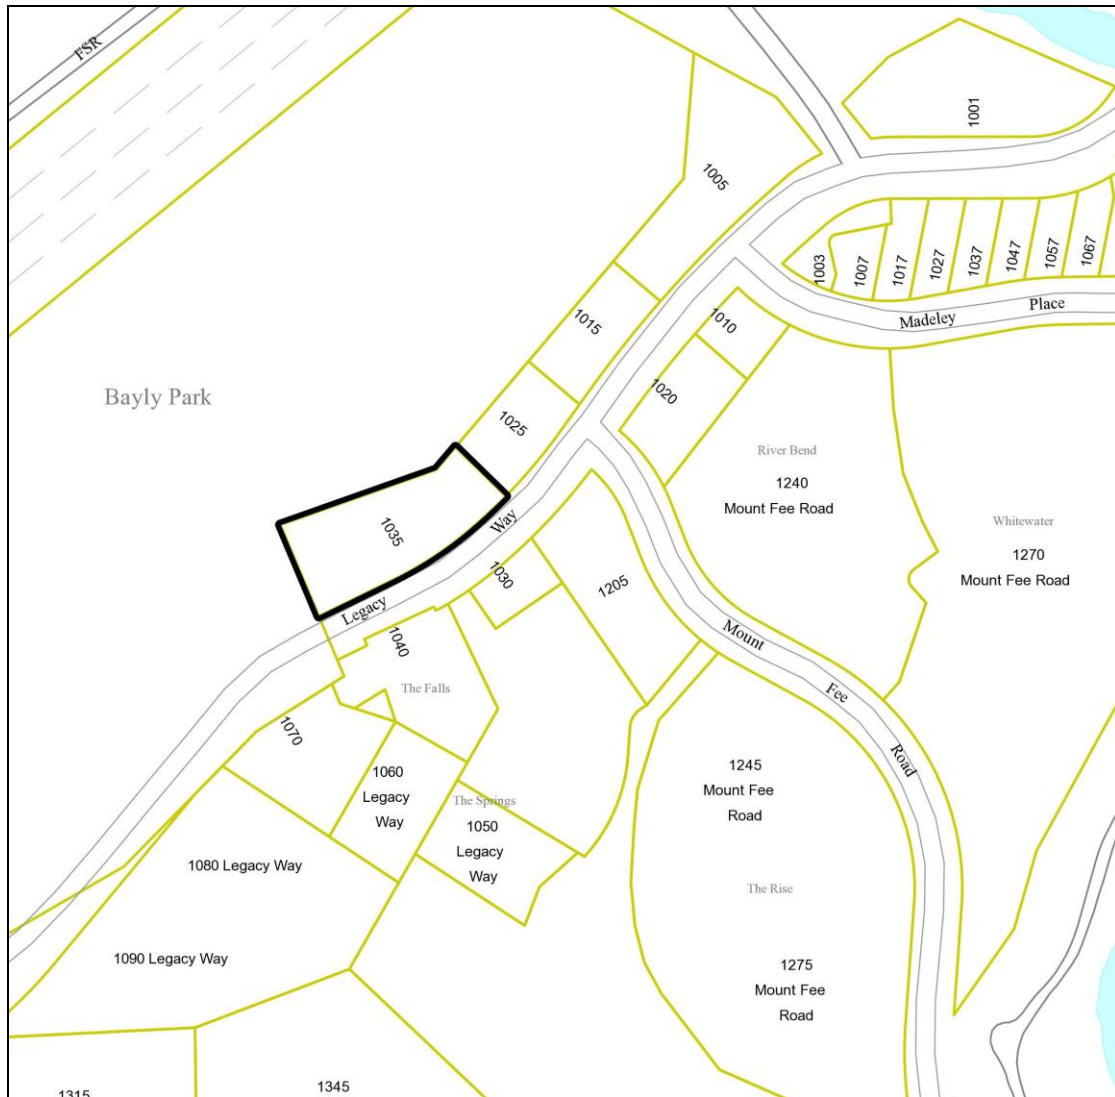 FSR
1001
1005
1003
1007
1017
1027
1037
1047
1057
1067
Madeley
Place
1015
1010
1020
Bayly Park
1025
1035
Legacy
Way
1030
1205
River Bend
1240
Mount Fee Road
Whitewater
1270
Mount Fee Road
Mount
Fee
Road
1040
The Falls
1070
1060
Legacy
Way
The Springs
1050
Legacy
Way
1245
Mount Fee
Road
The Rise
1275
Mount Fee
Road
1080 Legacy Way
1090 Legacy Way
1315
1345